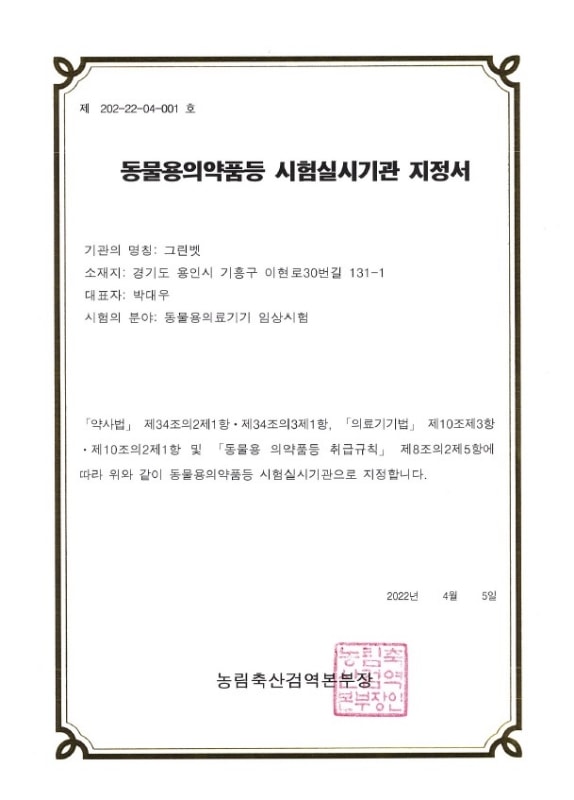 제 202-22-04-001 호
동물용의약품등 시험실시기관 지정서
기관의 명칭: 그린벳
소재지: 경기도 용인시 기흥구 이현로30번길 131-1
대표자: 박대우
시험의 분야: 동물용의료기기 임상시험
「약사법」 제34조의2제1항·제34조의3제1항, 「의료기기법」 제10조제3항
·제10조의2제1항 및 「동물용 의약품등 취급규칙」 제8조의2제5항에
따라 위와 같이 동물용의약품등 시험실시기관으로 지정합니다.
2022년 4월 5일
농림축산검역본부장
농림축
산검역
본부장인